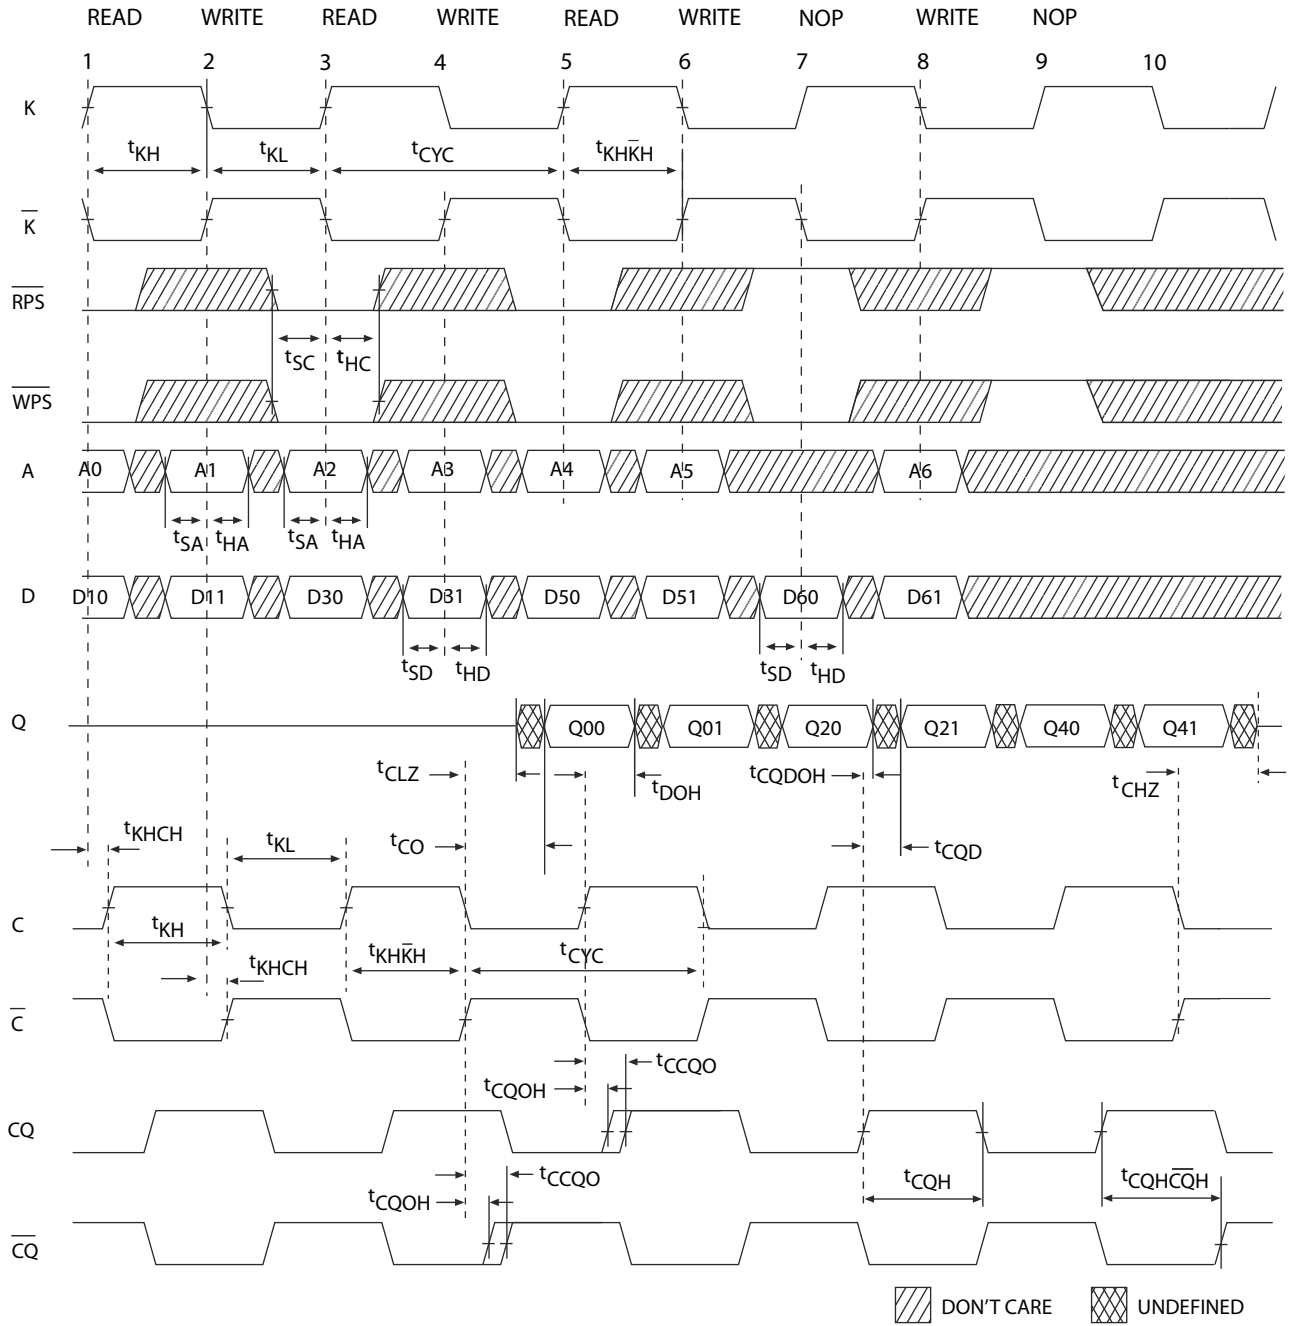 READ WRITE READ WRITE READ WRITE NOP WRITE NOP
1 2 3 4 5 6 7 8 9 10
K
tKH tKL tCYC tKHK̅H
K̅
R̅P̅S̅
tSC tHC
W̅P̅S̅
A A0 A1 A2 A3 A4 A5 A6
tSA tHA tSA tHA
D D10 D11 D30 D31 D50 D51 D60 D61
tSD tHD tSD tHD
Q Q00 Q01 Q20 Q21 Q40 Q41
tCLZ tDOH tCQDOH tCHZ
tKHCH tKL tCO tCQD
C
tKH tKHK̅H tCYC
tKHCH
C̅
tCCQO
tCQOH
CQ
tCCQO tCQH tCQHC̅Q̅H
tCQOH
C̅Q̅
DON'T CARE UNDEFINED